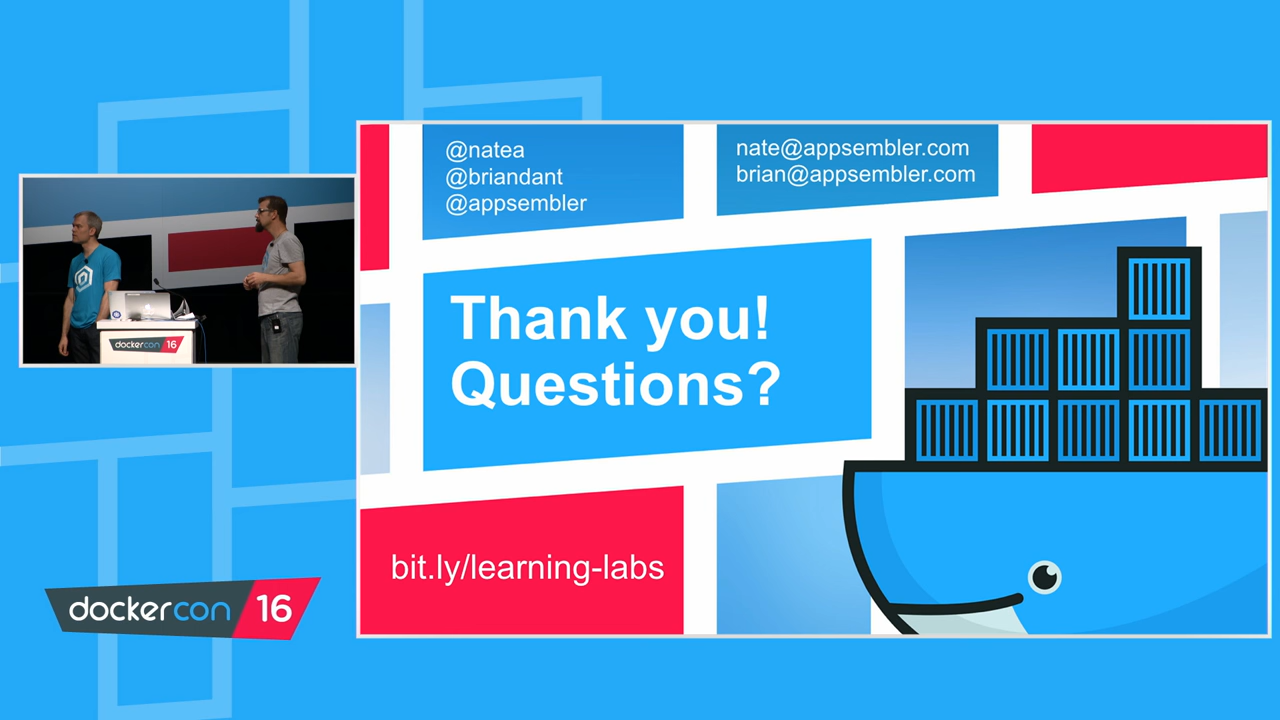 @natea
@briandant
@appsembler
nate@appsembler.com
brian@appsembler.com
Thank you!
Questions?
bit.ly/learning-labs
dockercon 16
dockercon 16